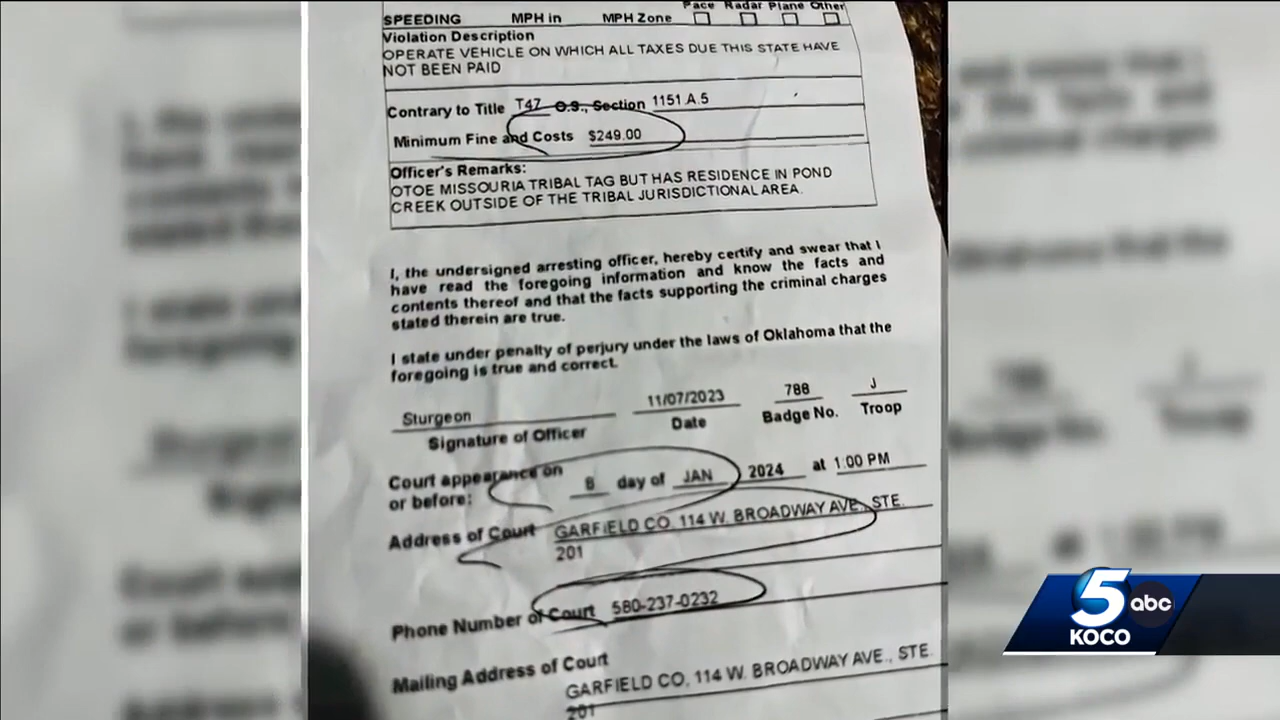 SPEEDING MPH in MPH Zone Pace Radar Plane Other
Violation Description
OPERATE VEHICLE ON WHICH ALL TAXES DUE THIS STATE HAVE
NOT BEEN PAID
Contrary to Title T47 O.S., Section 1151 A.5
Minimum Fine and Costs $249.00
Officer's Remarks:
OTOE MISSOURIA TRIBAL TAG BUT HAS RESIDENCE IN POND
CREEK OUTSIDE OF THE TRIBAL JURISDICTIONAL AREA.
I, the undersigned arresting officer, hereby certify and swear that I
have read the foregoing information and know the facts and
contents thereof and that the facts supporting the criminal charges
stated therein are true.
I state under penalty of perjury under the laws of Oklahoma that the
foregoing is true and correct.
Sturgeon 11/07/2023 788 J
Signature of Officer Date Badge No. Troop
Court appearance on
or before: day of JAN 2024 at 1:00 PM
Address of Court GARFIELD CO, 114 W. BROADWAY AVE., STE.
201
Phone Number of Court 580-237-0232
Mailing Address of Court
GARFIELD CO, 114 W. BROADWAY AVE., STE.
201
5 abc
KOCO